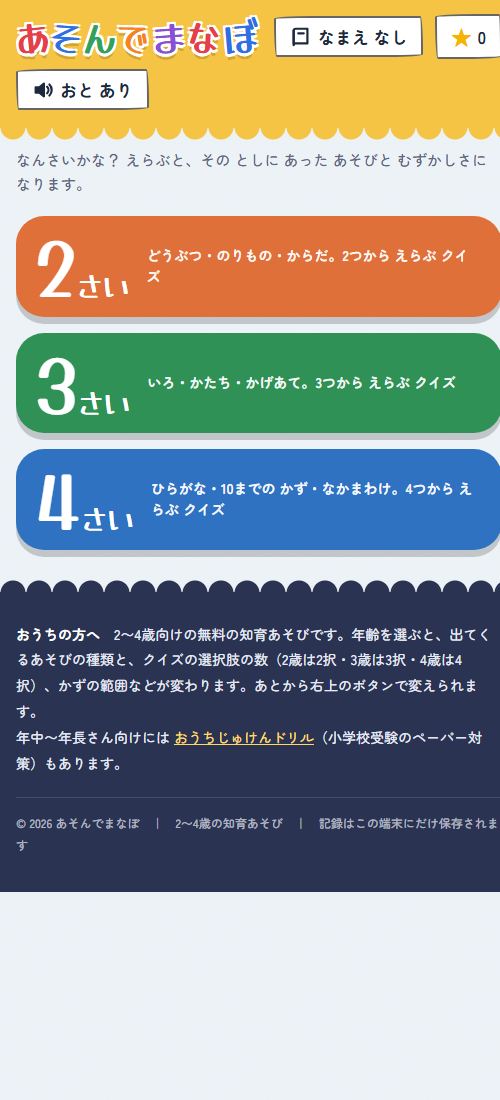 あそんでまなぼ
なまえ なし
0
おと あり
なんさいかな？ えらぶと、その としに あった あそびと むずかしさに
なります。
2さい
どうぶつ・のりもの・からだ。2つから えらぶ クイ
ズ
3さい
いろ・かたち・かげあて。3つから えらぶ クイズ
4さい
ひらがな・10までの かず・なかまわけ。4つから え
らぶ クイズ
おうちの方へ　2〜4歳向けの無料の知育あそびです。年齢を選ぶと、出てく
るあそびの種類と、クイズの選択肢の数（2歳は2択・3歳は3択・4歳は4
択）、かずの範囲などが変わります。あとから右上のボタンで変えられま
す。
年中〜年長さん向けには おうちじゅけんドリル（小学校受験のペーパー対
策）もあります。
© 2026 あそんでまなぼ　|　2〜4歳の知育あそび　|　記録はこの端末にだけ保存されま
す